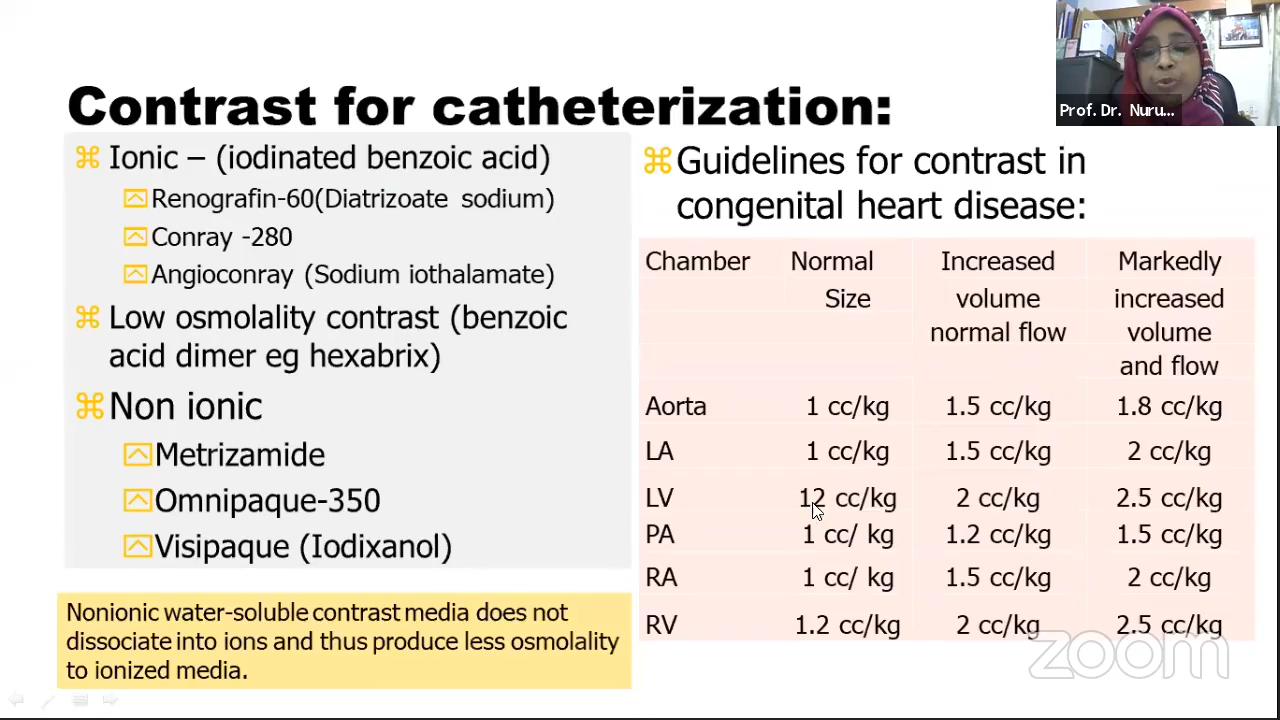 Contrast for catheterization:
Ionic – (iodinated benzoic acid)
Renografin-60(Diatrizoate sodium)
Conray -280
Angioconray (Sodium iothalamate)
Low osmolality contrast (benzoic
acid dimer eg hexabrix)
Non ionic
Metrizamide
Omnipaque-350
Visipaque (Iodixanol)
Nonionic water-soluble contrast media does not
dissociate into ions and thus produce less osmolality
to ionized media.
Guidelines for contrast in
congenital heart disease:
Chamber Normal Increased Markedly
Size volume increased
normal flow volume
and flow
Aorta 1 cc/kg 1.5 cc/kg 1.8 cc/kg
LA 1 cc/kg 1.5 cc/kg 2 cc/kg
LV 12 cc/kg 2 cc/kg 2.5 cc/kg
PA 1 cc/ kg 1.2 cc/kg 1.5 cc/kg
RA 1 cc/ kg 1.5 cc/kg 2 cc/kg
RV 1.2 cc/kg 2 cc/kg 2.5 cc/kg
Prof. Dr. Nuru...
zoom